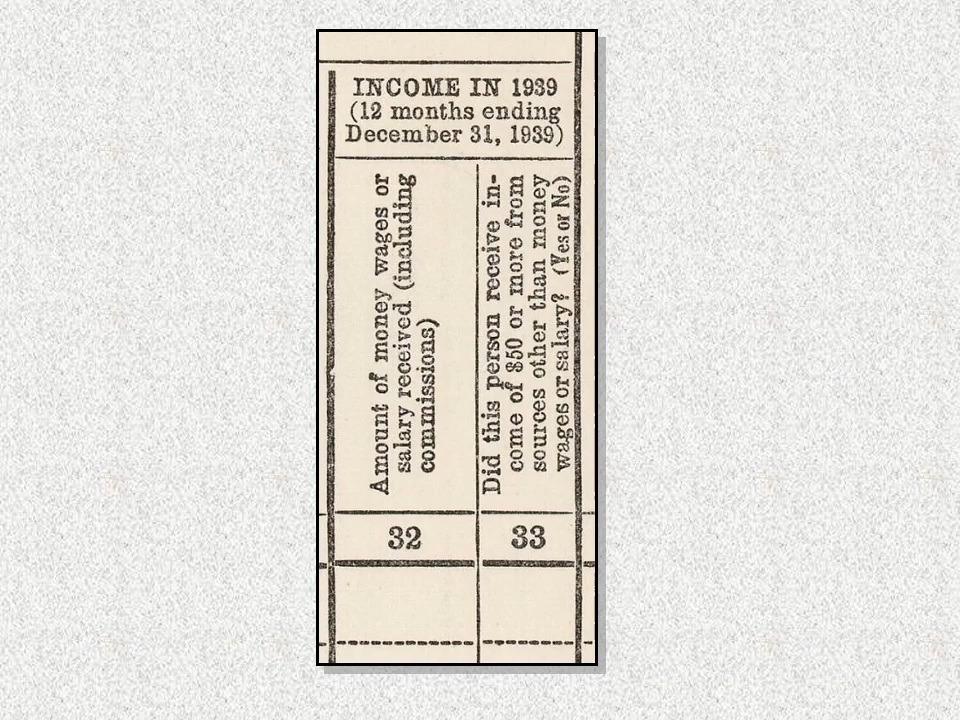 INCOME IN 1939
(12 months ending
December 31, 1939)
Amount of money wages or
salary received (including
commissions)
Did this person receive in-
come of $50 or more from
sources other than money
wages or salary? (Yes or No)
32
33